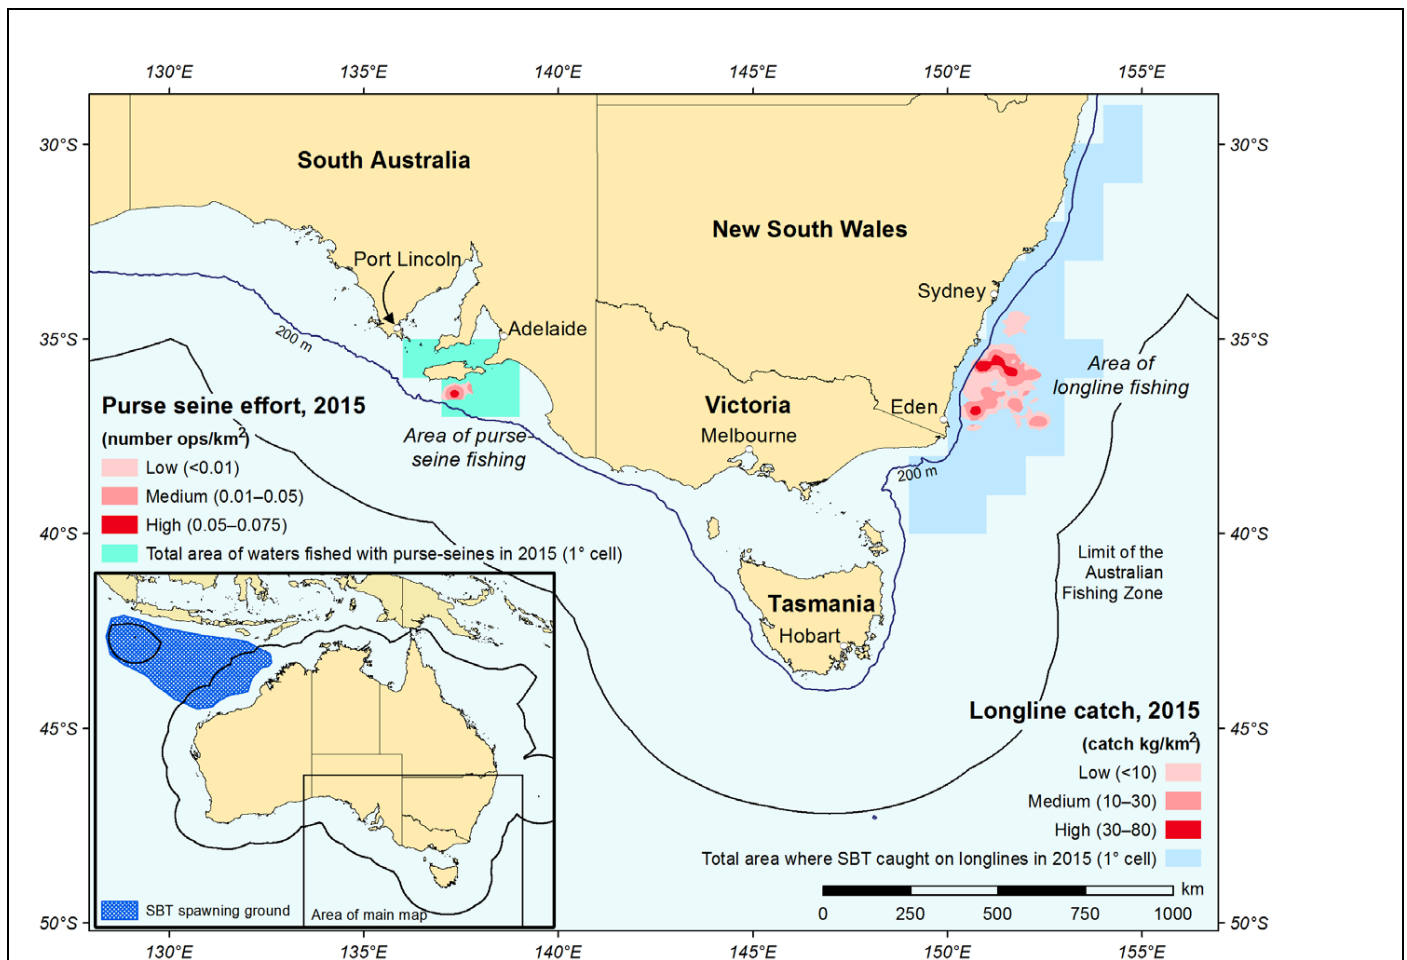 130°E 135°E 140°E 145°E 150°E 155°E
30°S 30°S
South Australia
New South Wales
Port Lincoln
Sydney
Adelaide
200 m
35°S 35°S
Area of
longline fishing
Purse seine effort, 2015
(number ops/km²)
Low (<0.01)
Medium (0.01–0.05)
High (0.05–0.075)
Total area of waters fished with purse-seines in 2015 (1° cell)
Area of purse-
seine fishing
Victoria
Melbourne
Eden
200 m
40°S 40°S
Limit of the
Australian
Fishing Zone
Tasmania
Hobart
45°S 45°S
Longline catch, 2015
(catch kg/km²)
Low (<10)
Medium (10–30)
High (30–80)
Total area where SBT caught on longlines in 2015 (1° cell)
km
0 250 500 750 1000
SBT spawning ground
Area of main map
50°S 50°S
130°E 135°E 140°E 145°E 150°E 155°E